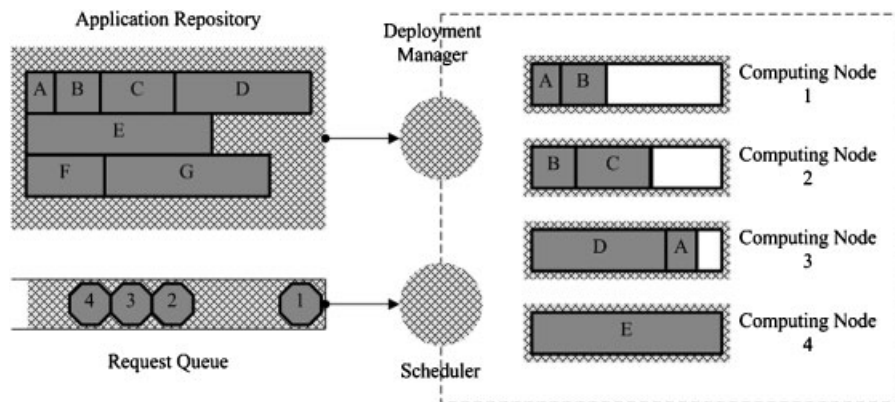 Application Repository
A B C D
E
F G
4 3 2 1
Request Queue
Deployment
Manager
Scheduler
A B
Computing Node
1
B C
Computing Node
2
D A
Computing Node
3
E
Computing Node
4